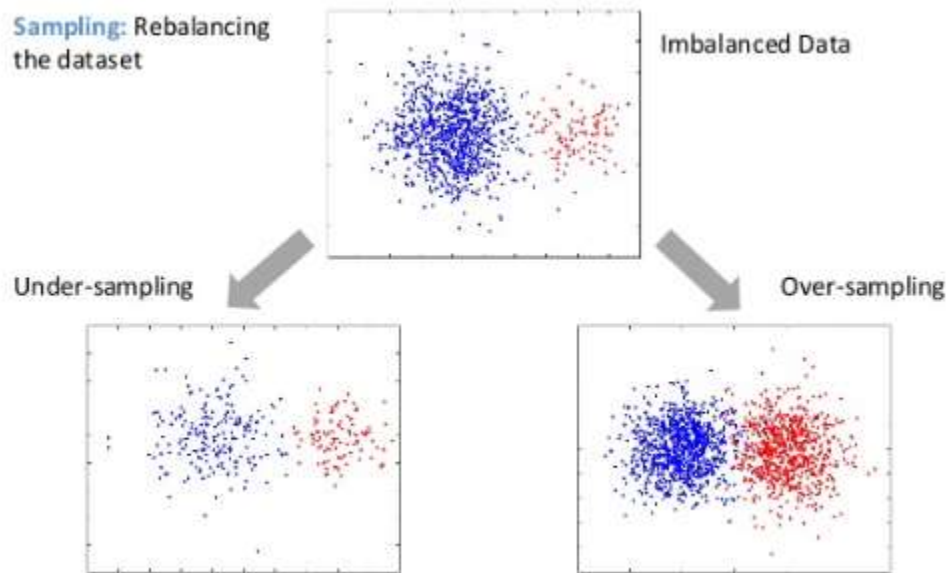 Sampling: Rebalancing
the dataset
Imbalanced Data
Under-sampling
Over-sampling